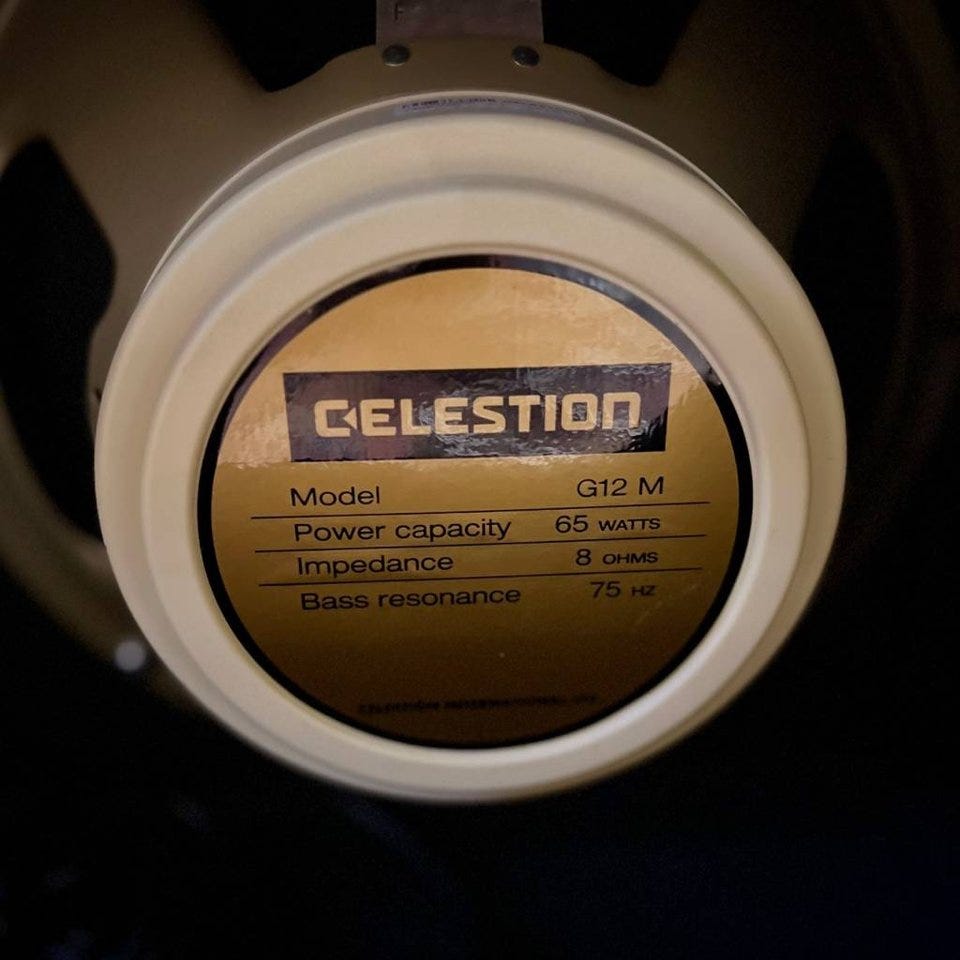 F
CELESTION
Model G12 M
Power capacity 65 WATTS
Impedance 8 OHMS
Bass resonance 75 HZ